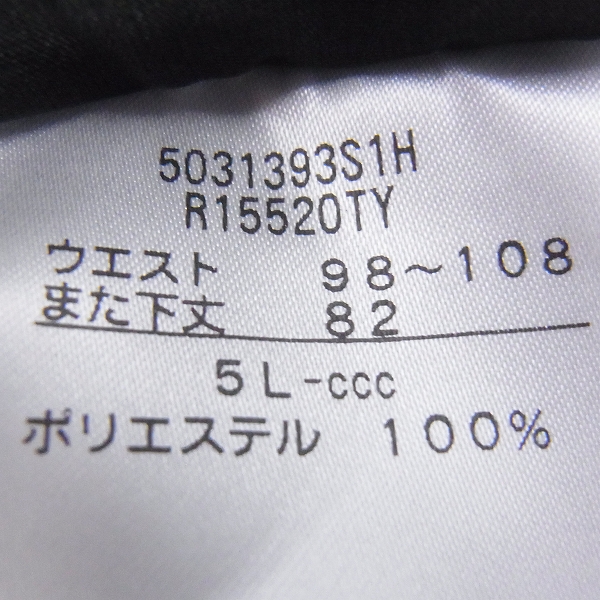 5031393S1H
R15520TY
ウエスト 98～108
また下丈 82
5L-ccc
ポリエステル 100%